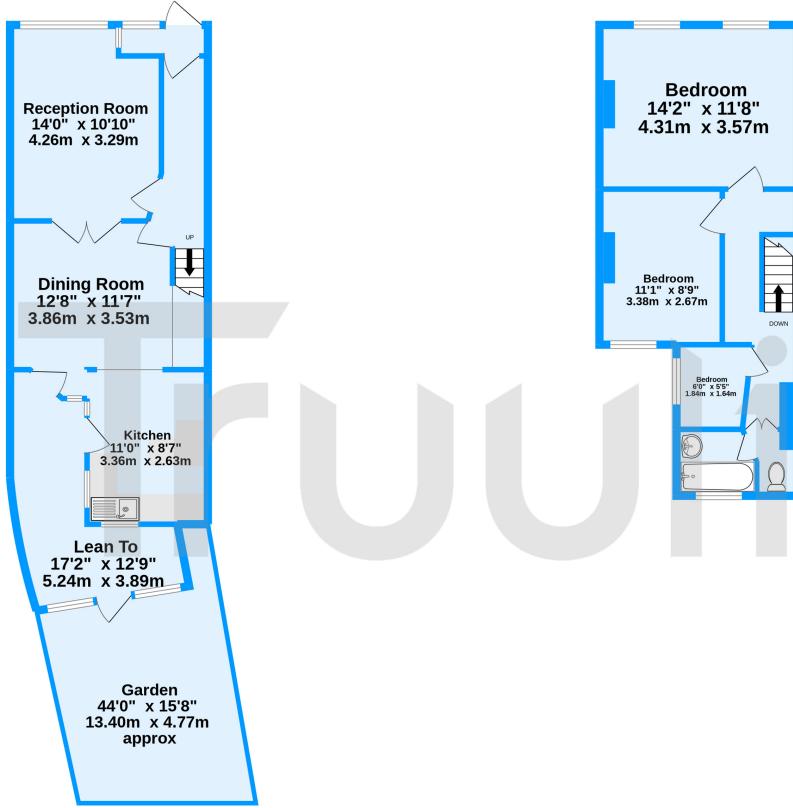 Reception Room
14'0" x 10'10"
4.26m x 3.29m
UP
Dining Room
12'8" x 11'7"
3.86m x 3.53m
Kitchen
11'0" x 8'7"
3.36m x 2.63m
Lean To
17'2" x 12'9"
5.24m x 3.89m
Garden
44'0" x 15'8"
13.40m x 4.77m
approx
Bedroom
14'2" x 11'8"
4.31m x 3.57m
Bedroom
11'1" x 8'9"
3.38m x 2.67m
DOWN
Bedroom
6'0" x 5'5"
1.84m x 1.64m